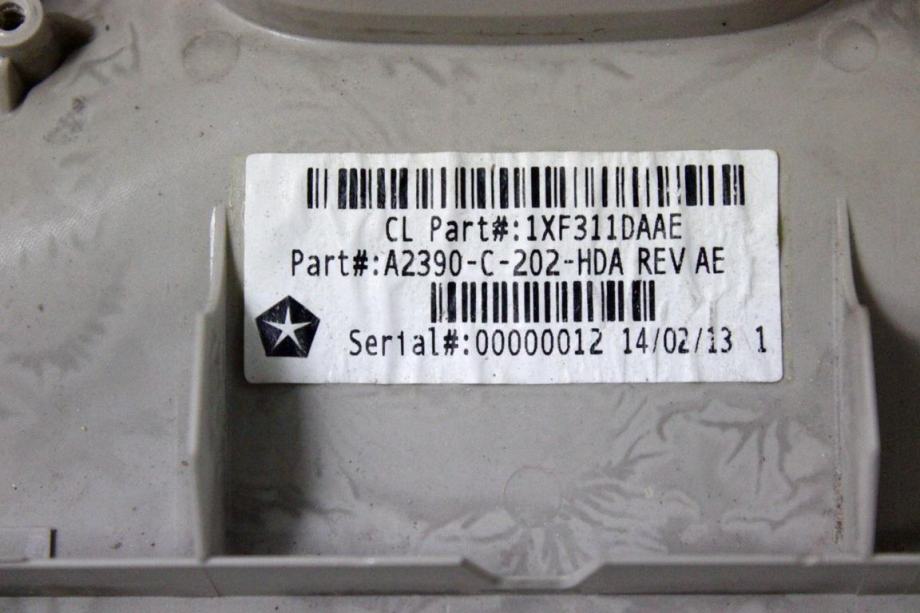 CL Part#:1XF311DAAE
Part#:A2390-C-202-HDA REV AE
Serial#:00000012 14/02/13 1